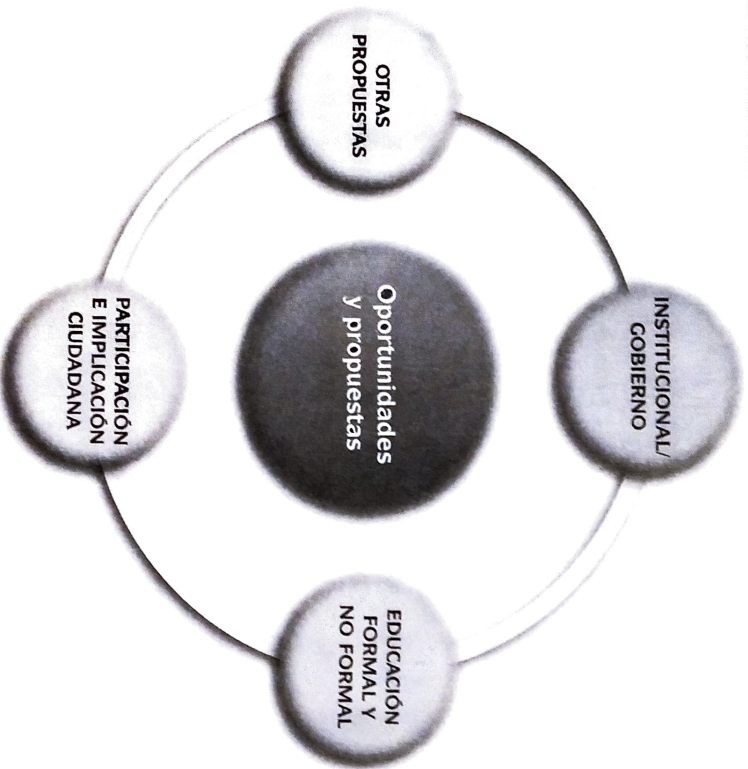 Oportunidades
y propuestas
INSTITUCIONAL/
GOBIERNO
EDUCACIÓN
FORMAL Y
NO FORMAL
PARTICIPACIÓN
E IMPLICACIÓN
CIUDADANA
OTRAS
PROPUESTAS